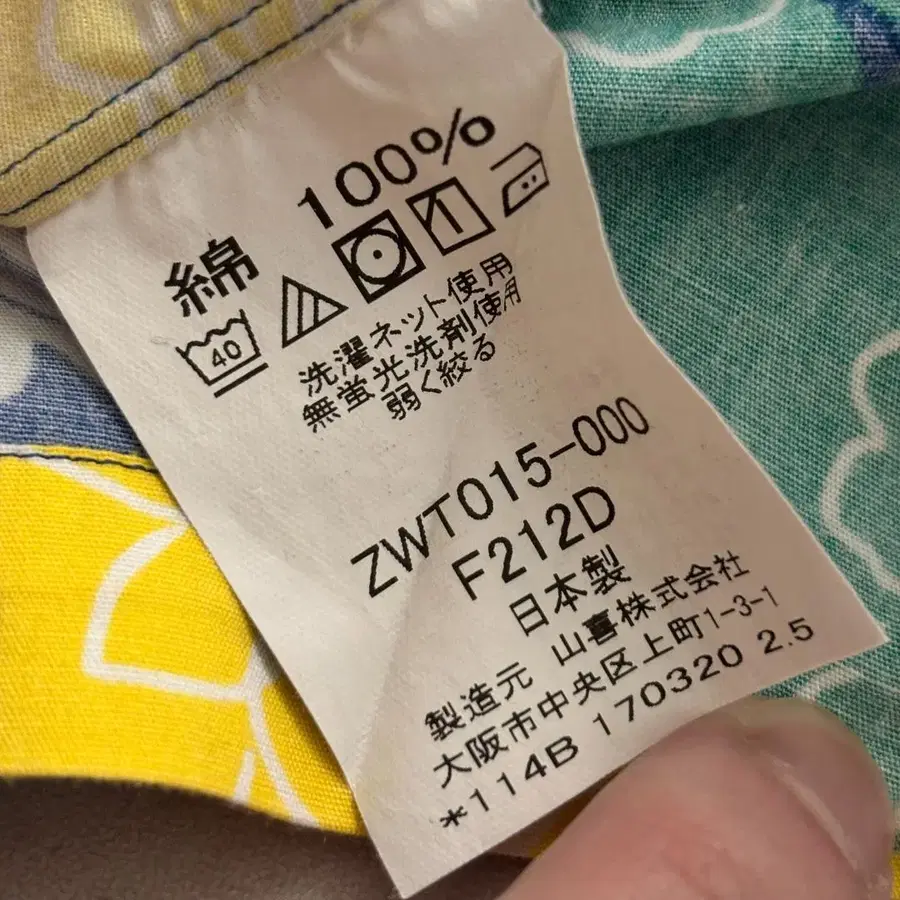 綿 100%
40
洗濯ネット使用
無蛍光洗剤使用
弱く絞る
ZWT015-000
F212D
日本製
製造元 山喜株式会社
大阪市中央区上町1-3-1
*114B 170320 2.5